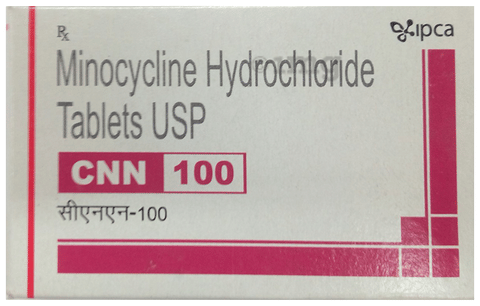 Rx
ipca
Minocycline Hydrochloride
Tablets USP
CNN 100
सीएनएन-100